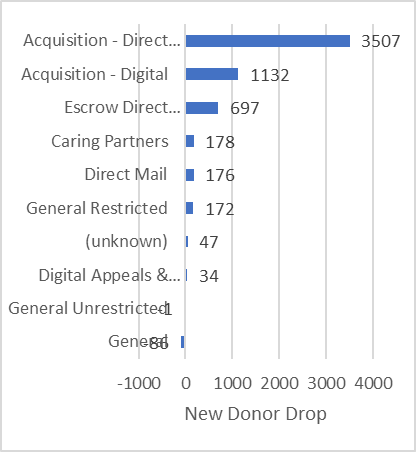 Acquisition - Direct... 3507
Acquisition - Digital 1132
Escrow Direct... 697
Caring Partners 178
Direct Mail 176
General Restricted 172
(unknown) 47
Digital Appeals &... 34
General Unrestricted -1
General -86
-1000 0 1000 2000 3000 4000
New Donor Drop